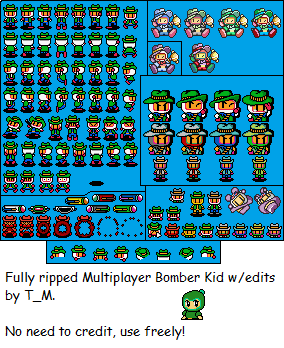 Fully ripped Multiplayer Bomber Kid w/edits
by T_M.
No need to credit, use freely!